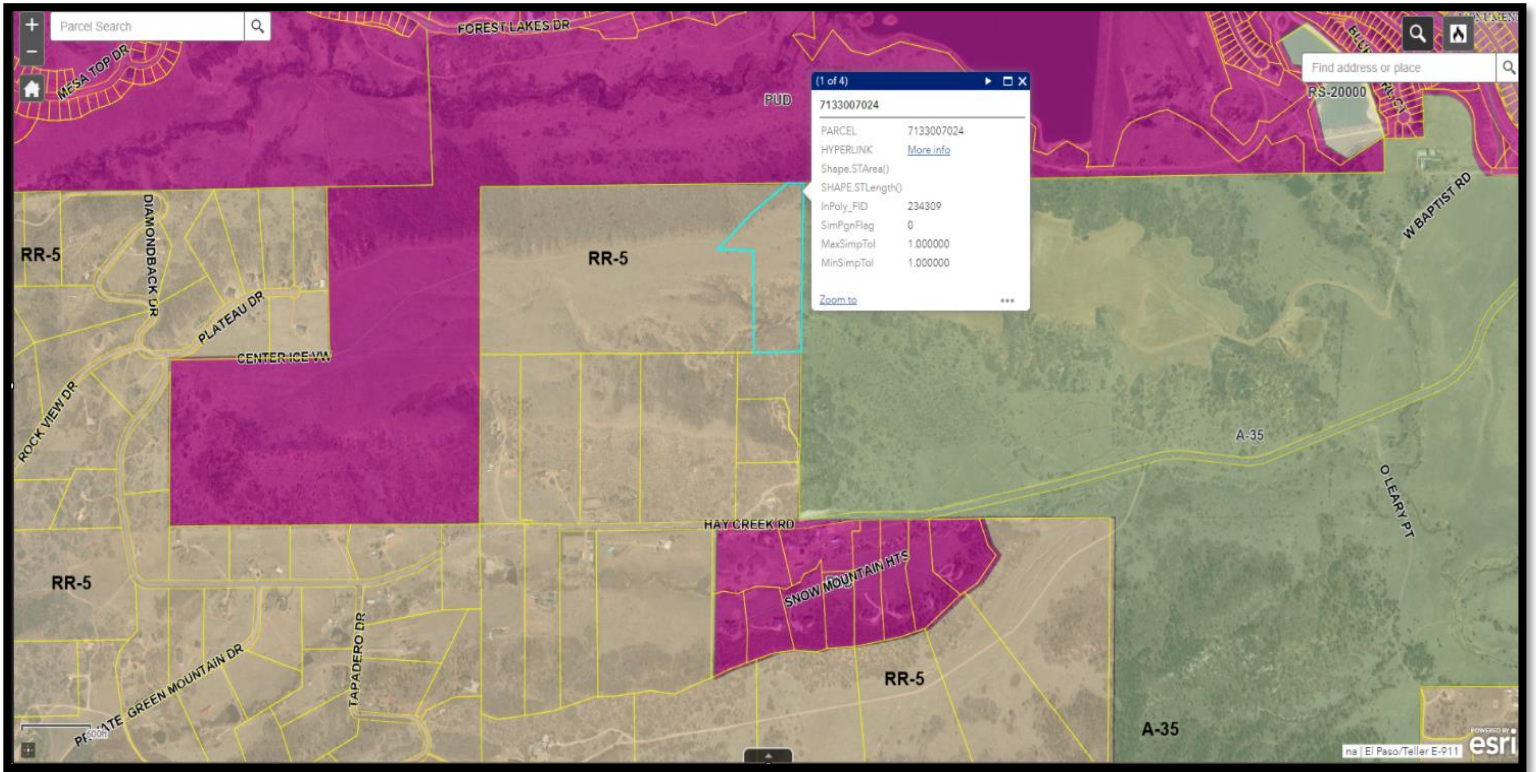 +
Parcel Search
−
FOREST LAKES DR
MESA TOP DR
Find address or place
RS-20000
PUD
(1 of 4)
7133007024
PARCEL 7133007024
HYPERLINK More info
Shape.STArea()
SHAPE.STLength()
InPoly_FID 234309
SimPgnFlag 0
MaxSimpTol 1.000000
MinSimpTol 1.000000
Zoom to •••
W BAPTIST RD
RR-5
DIAMONDBACK DR
RR-5
PLATEAU DR
CENTER ICE VW
ROCK VIEW DR
A-35
O LEARY PT
HAY CREEK RD
SNOW MOUNTAIN HTS
RR-5
TAPADERO DR
PRIVATE GREEN MOUNTAIN DR
RR-5
A-35
600ft
na | El Paso/Teller E-911
POWERED BY
esri